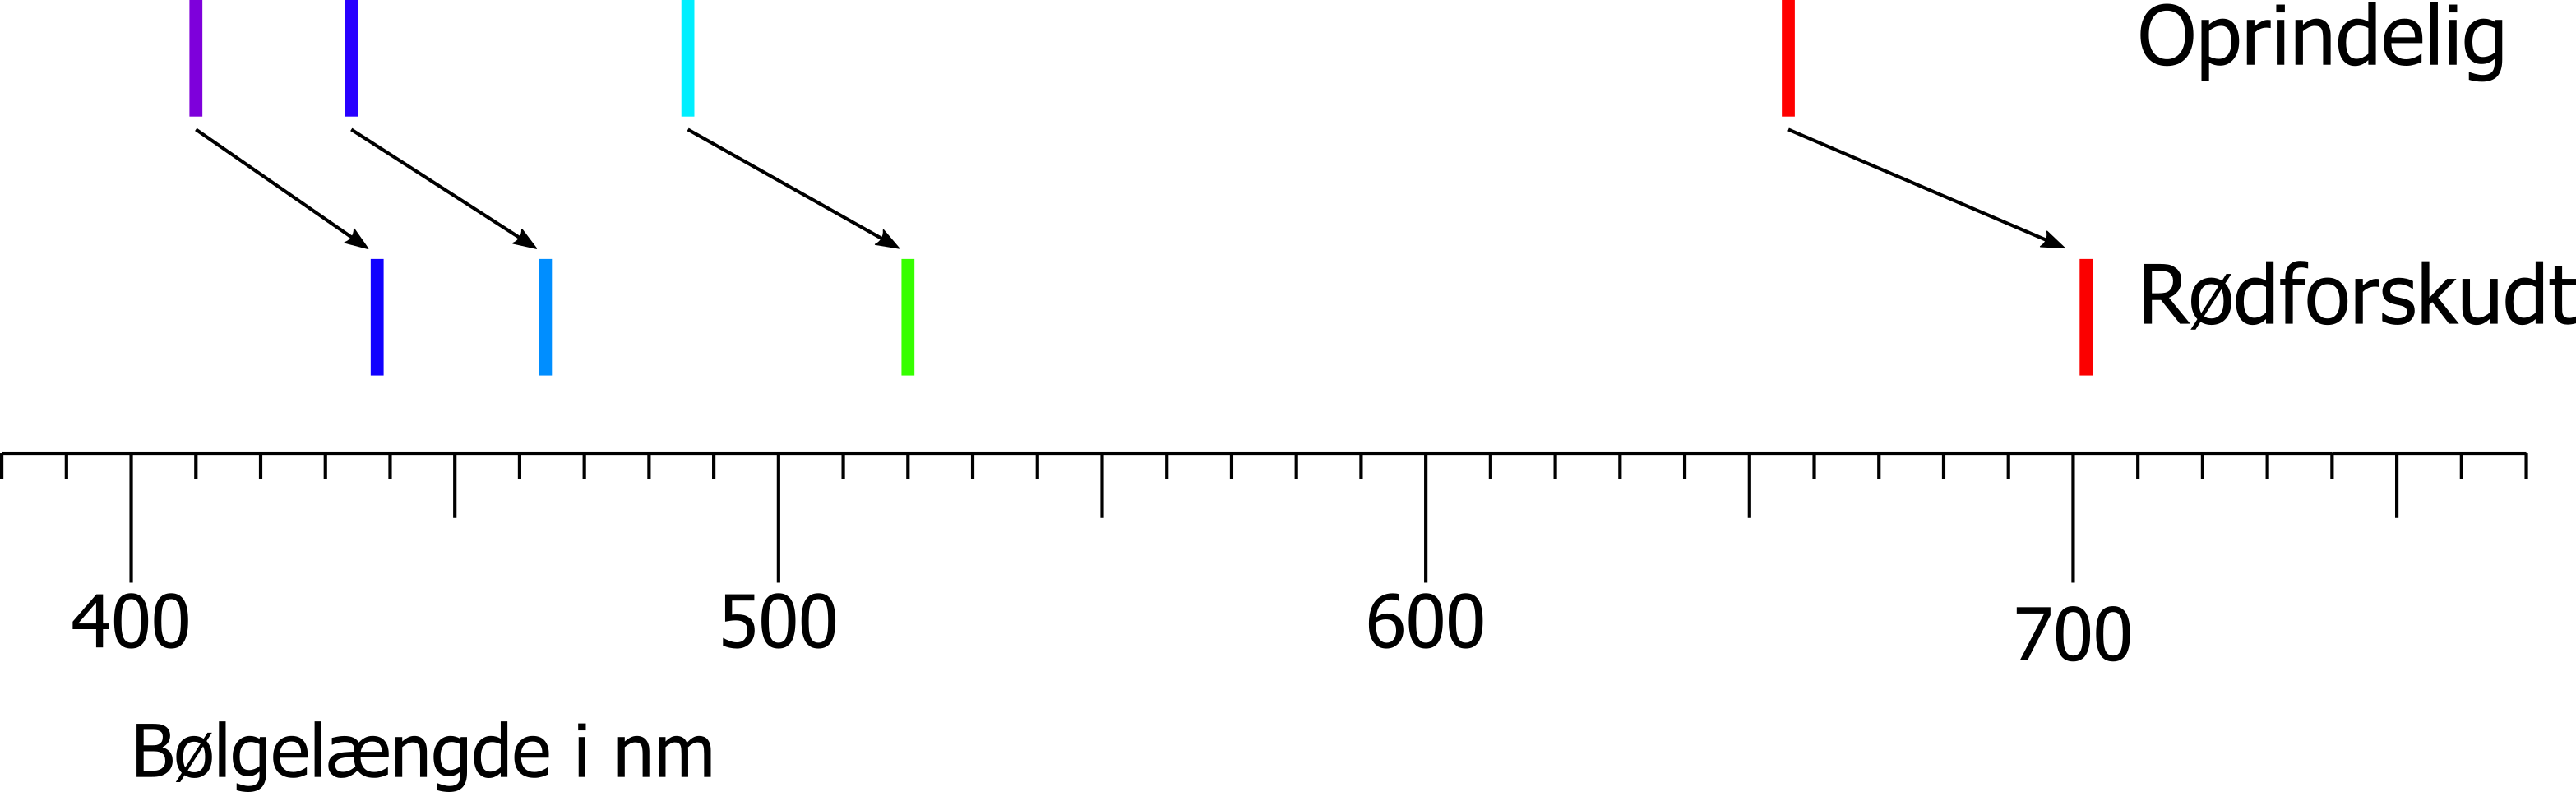 Oprindelig
Rødforskudt
400 500 600 700
Bølgelængde i nm